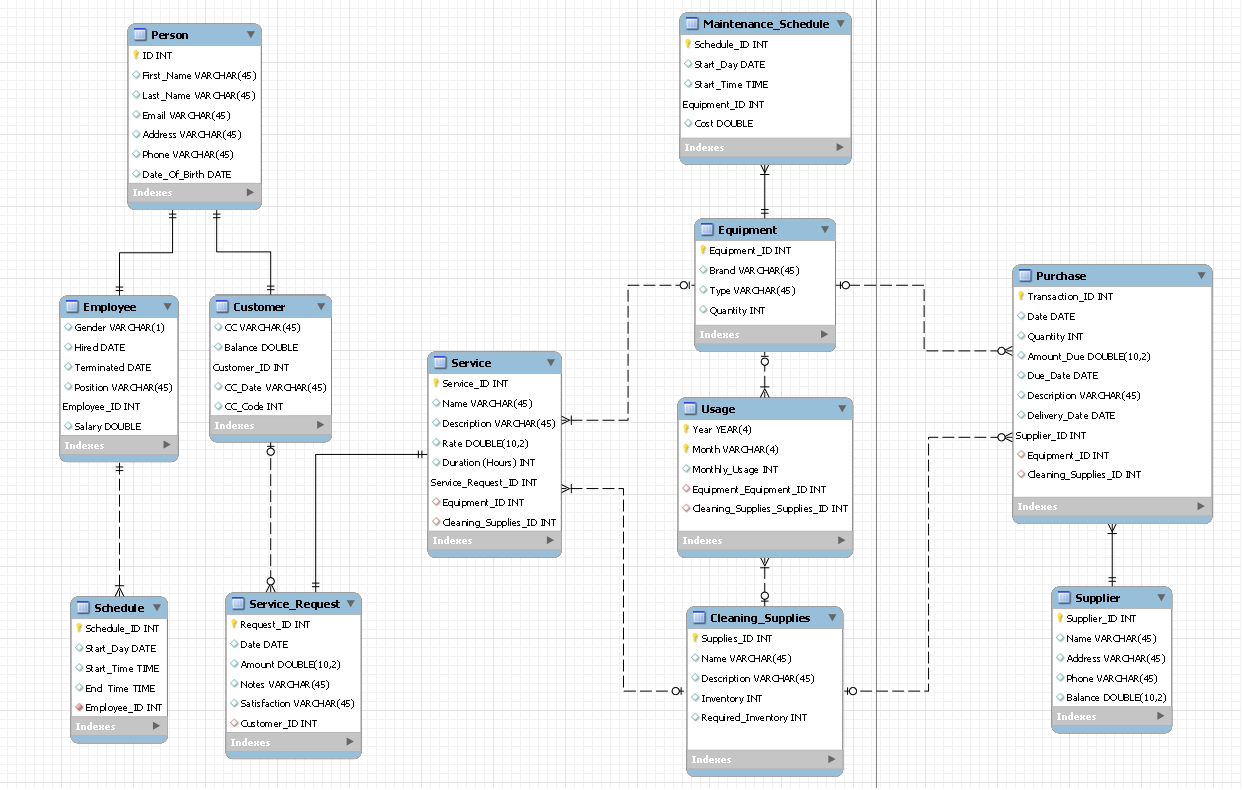 Person
ID INT
First_Name VARCHAR(45)
Last_Name VARCHAR(45)
Email VARCHAR(45)
Address VARCHAR(45)
Phone VARCHAR(45)
Date_Of_Birth DATE
Indexes
Employee
Gender VARCHAR(1)
Hired DATE
Terminated DATE
Position VARCHAR(45)
Employee_ID INT
Salary DOUBLE
Indexes
Customer
CC VARCHAR(45)
Balance DOUBLE
Customer_ID INT
CC_Date VARCHAR(45)
CC_Code INT
Indexes
Schedule
Schedule_ID INT
Start_Day DATE
Start_Time TIME
End_Time TIME
Employee_ID INT
Indexes
Service_Request
Request_ID INT
Date DATE
Amount DOUBLE(10,2)
Notes VARCHAR(45)
Satisfaction VARCHAR(45)
Customer_ID INT
Indexes
Service
Service_ID INT
Name VARCHAR(45)
Description VARCHAR(45)
Rate DOUBLE(10,2)
Duration (Hours) INT
Service_Request_ID INT
Equipment_ID INT
Cleaning_Supplies_ID INT
Indexes
Maintenance_Schedule
Schedule_ID INT
Start_Day DATE
Start_Time TIME
Equipment_ID INT
Cost DOUBLE
Indexes
Equipment
Equipment_ID INT
Brand VARCHAR(45)
Type VARCHAR(45)
Quantity INT
Indexes
Usage
Year YEAR(4)
Month VARCHAR(4)
Monthly_Usage INT
Equipment_Equipment_ID INT
Cleaning_Supplies_Supplies_ID INT
Indexes
Cleaning_Supplies
Supplies_ID INT
Name VARCHAR(45)
Description VARCHAR(45)
Inventory INT
Required_Inventory INT
Indexes
Purchase
Transaction_ID INT
Date DATE
Quantity INT
Amount_Due DOUBLE(10,2)
Due_Date DATE
Description VARCHAR(45)
Delivery_Date DATE
Supplier_ID INT
Equipment_ID INT
Cleaning_Supplies_ID INT
Indexes
Supplier
Supplier_ID INT
Name VARCHAR(45)
Address VARCHAR(45)
Phone VARCHAR(45)
Balance DOUBLE(10,2)
Indexes